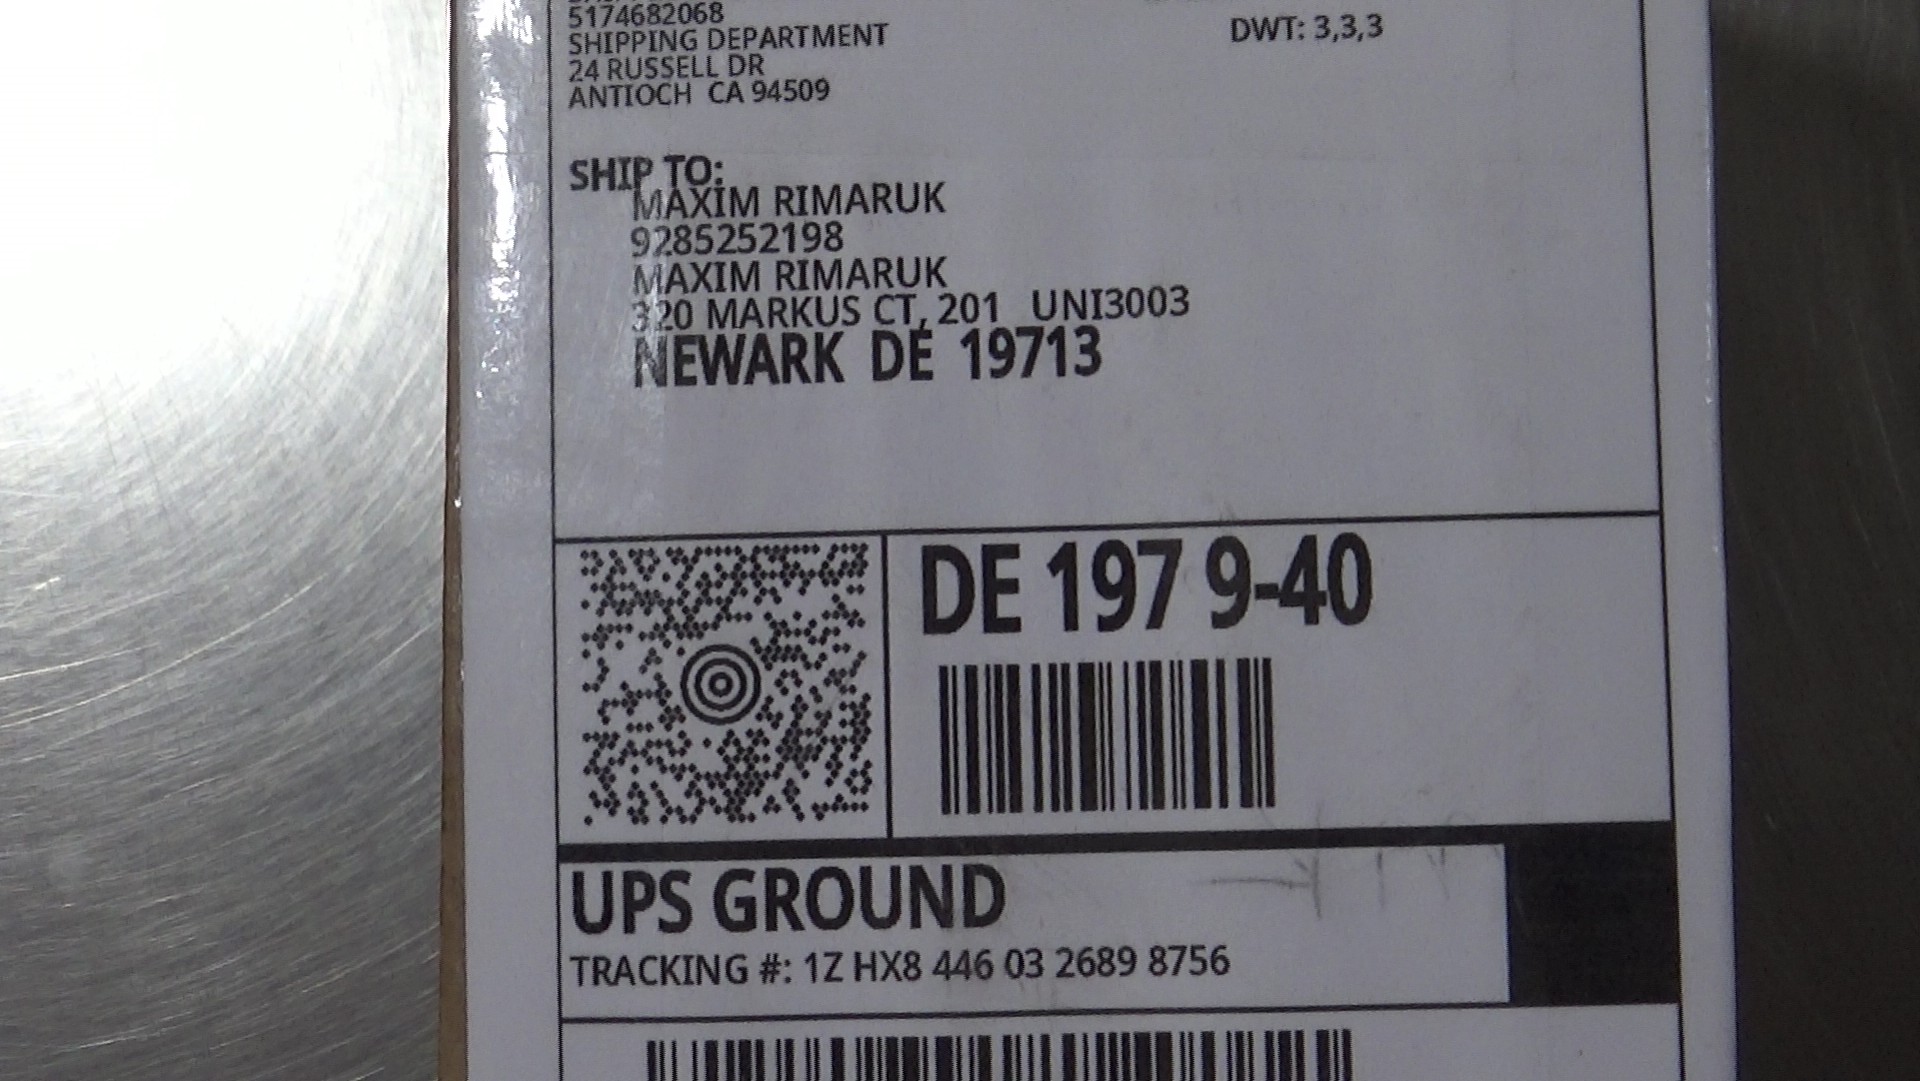 5174682068
DWT: 3,3,3
SHIPPING DEPARTMENT
24 RUSSELL DR
ANTIOCH CA 94509
SHIP TO:
MAXIM RIMARUK
9285252198
MAXIM RIMARUK
320 MARKUS CT, 201 UNI3003
NEWARK DE 19713
DE 197 9-40
UPS GROUND
TRACKING #: 1Z HX8 446 03 2689 8756